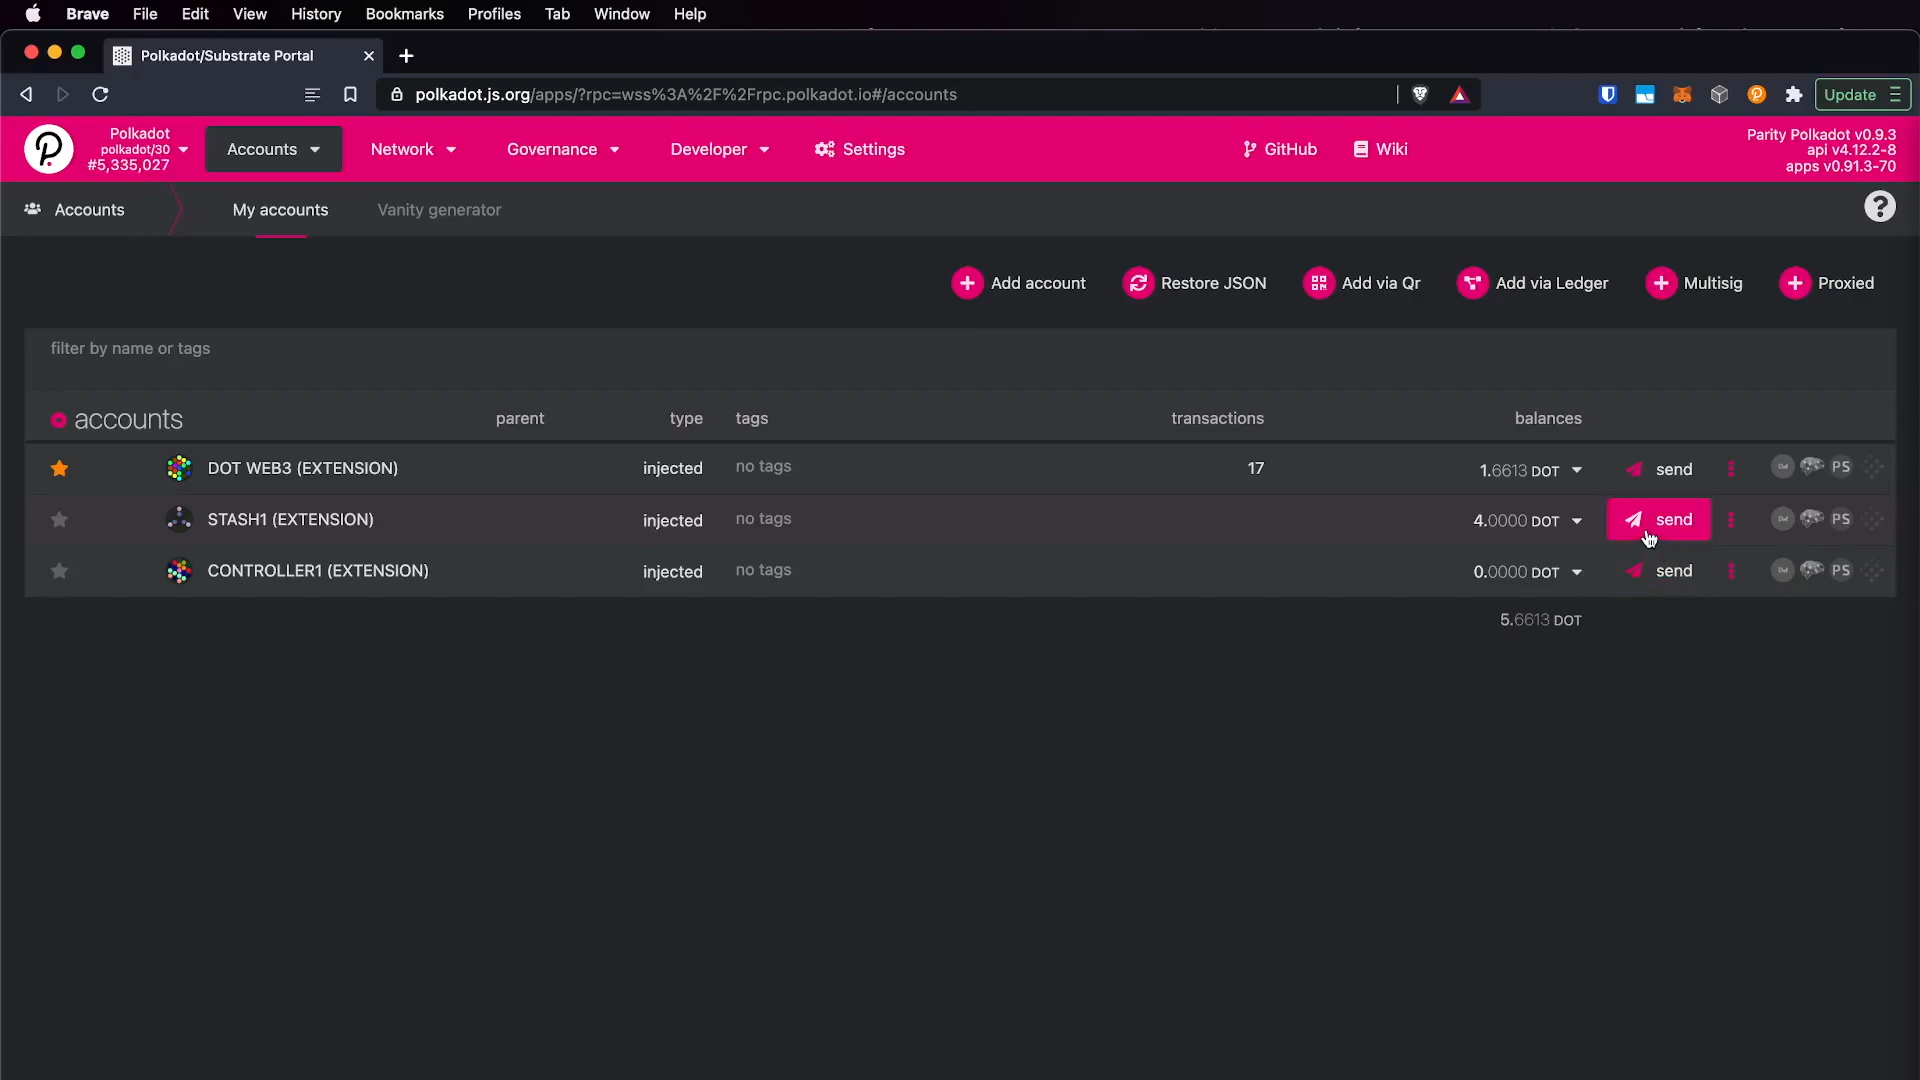 Brave File Edit View History Bookmarks Profiles Tab Window Help
Polkadot/Substrate Portal
polkadot.js.org/apps/?rpc=wss%3A%2F%2Frpc.polkadot.io#/accounts
Update
Polkadot
polkadot/30
#5,335,027
Accounts Network Governance Developer Settings GitHub Wiki
Parity Polkadot v0.9.3
api v4.12.2-8
apps v0.91.3-70
Accounts My accounts Vanity generator ?
Add account Restore JSON Add via Qr Add via Ledger Multisig Proxied
filter by name or tags
accounts parent type tags transactions balances
DOT WEB3 (EXTENSION) injected no tags 17 1.6613 DOT send PS
STASH1 (EXTENSION) injected no tags 4.0000 DOT send PS
CONTROLLER1 (EXTENSION) injected no tags 0.0000 DOT send PS
5.6613 DOT